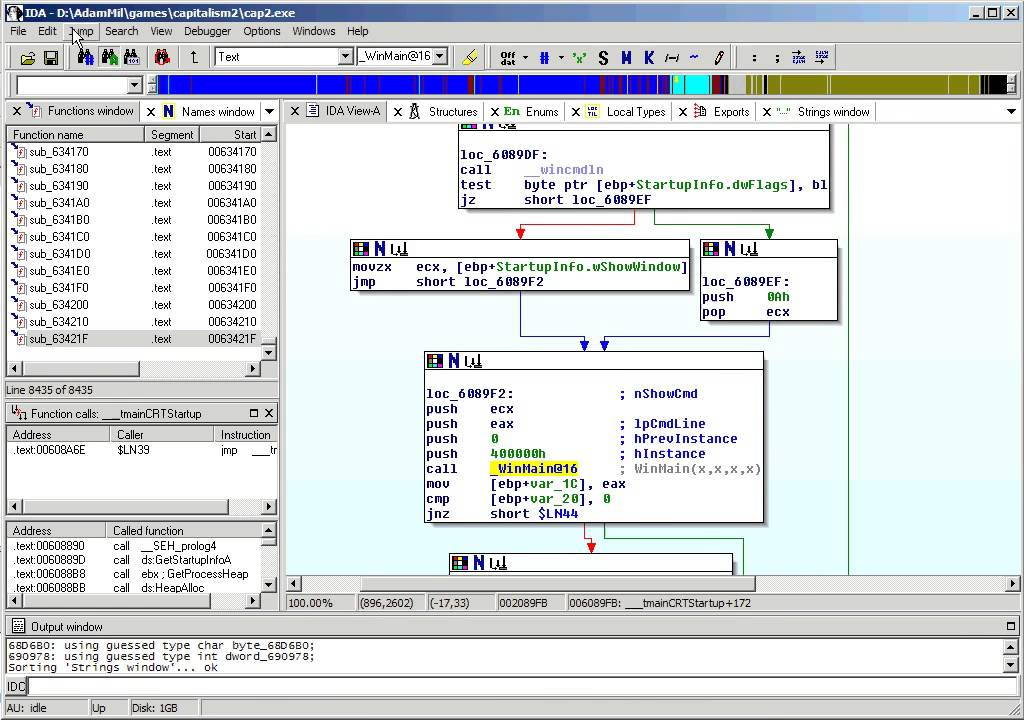 IDA - D:\AdamMil\games\capitalism2\cap2.exe
File Edit Jump Search View Debugger Options Windows Help
Text _WinMain@16 Off dat # 'x' S M K
Functions window Names window IDA View-A Structures En Enums Local Types Exports Strings window
Function name Segment Start
sub_634170 .text 00634170
sub_634180 .text 00634180
sub_634190 .text 00634190
sub_6341A0 .text 006341A0
sub_6341B0 .text 006341B0
sub_6341C0 .text 006341C0
sub_6341D0 .text 006341D0
sub_6341E0 .text 006341E0
sub_6341F0 .text 006341F0
sub_634200 .text 00634200
sub_634210 .text 00634210
sub_63421F .text 0063421F
Line 8435 of 8435
Function calls: ___tmainCRTStartup
Address Caller Instruction
.text:00608A6E $LN39 jmp ___tr
Address Called function
.text:00608890 call __SEH_prolog4
.text:0060889D call ds:GetStartupInfoA
.text:006088B8 call ebx ; GetProcessHeap
.text:006088BB call ds:HeapAlloc
loc_6089DF:
call __wincmdln
test byte ptr [ebp+StartupInfo.dwFlags], bl
jz short loc_6089EF
movzx ecx, [ebp+StartupInfo.wShowWindow]
jmp short loc_6089F2
loc_6089EF:
push 0Ah
pop ecx
loc_6089F2: ; nShowCmd
push ecx
push eax ; lpCmdLine
push 0 ; hPrevInstance
push 400000h ; hInstance
call _WinMain@16 ; WinMain(x,x,x,x)
mov [ebp+var_1C], eax
cmp [ebp+var_20], 0
jnz short $LN44
100.00% (896,2602) (-17,33) 002089FB 006089FB: ___tmainCRTStartup+172
Output window
68D6B0: using guessed type char byte_68D6B0;
690978: using guessed type int dword_690978;
Sorting 'Strings window'... ok
IDC
AU: idle Up Disk: 1GB